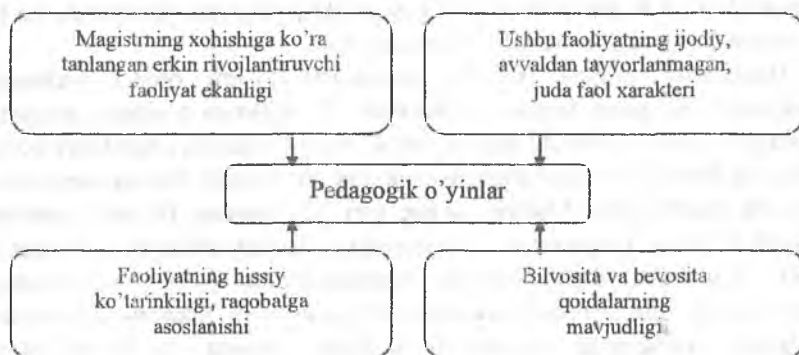 Magistrning xohishiga ko’ra
tanlangan erkin rivojlantiruvchi
faoliyat ekanligi
Ushbu faoliyatning ijodiy,
avvaldan tayyorlanmagan,
juda faol xarakteri
Pedagogik o’yinlar
Faoliyatning hissiy
ko’tarinkiligi, raqobatga
asoslanishi
Bilvosita va bevosita
qoidalarning
mavjudligi